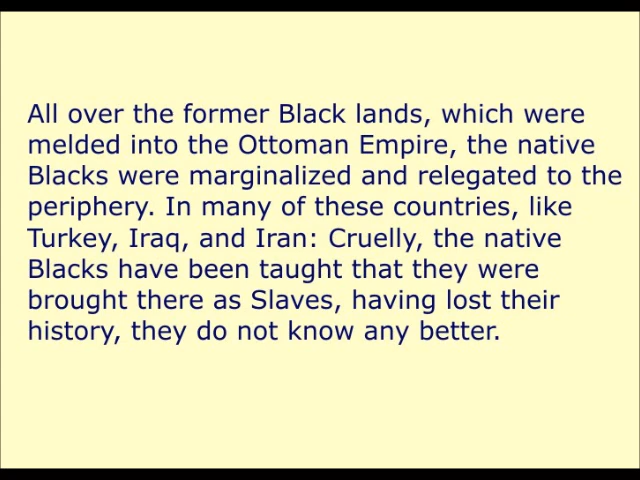 All over the former Black lands, which were
melded into the Ottoman Empire, the native
Blacks were marginalized and relegated to the
periphery. In many of these countries, like
Turkey, Iraq, and Iran: Cruelly, the native
Blacks have been taught that they were
brought there as Slaves, having lost their
history, they do not know any better.